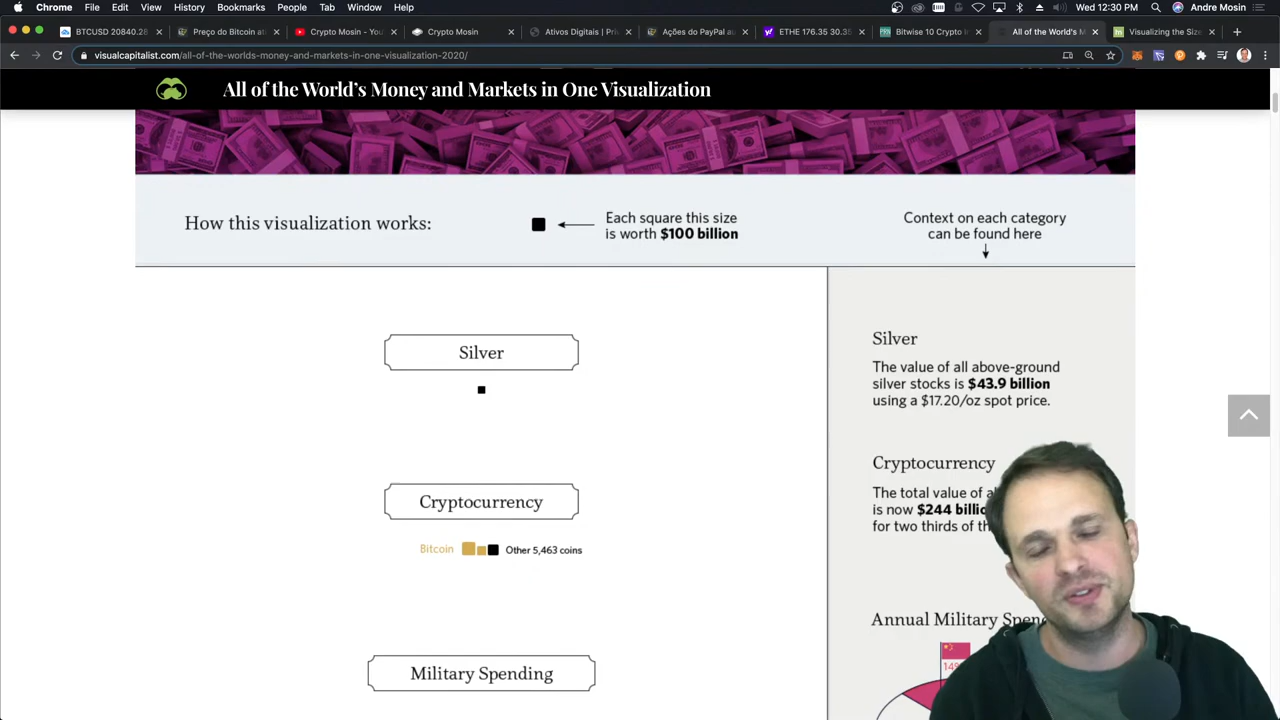 Chrome File Edit View History Bookmarks People Tab Window Help Wed 12:30 PM Andre Mosin
BTCUSD 20840.28 Preço do Bitcoin at Crypto Mosin - You Crypto Mosin Ativos Digitais | Pri Ações do PayPal au ETHE 176.35 30.35 Bitwise 10 Crypto In All of the World's M Visualizing the Size
visualcapitalist.com/all-of-the-worlds-money-and-markets-in-one-visualization-2020/
All of the World's Money and Markets in One Visualization
How this visualization works:
Each square this size
is worth $100 billion
Context on each category
can be found here
Silver
Silver
The value of all above-ground
silver stocks is $43.9 billion
using a $17.20/oz spot price.
Cryptocurrency
Bitcoin
Other 5,463 coins
Cryptocurrency
The total value of a
is now $244 billio
for two thirds of th
Military Spending
Annual Military Spen